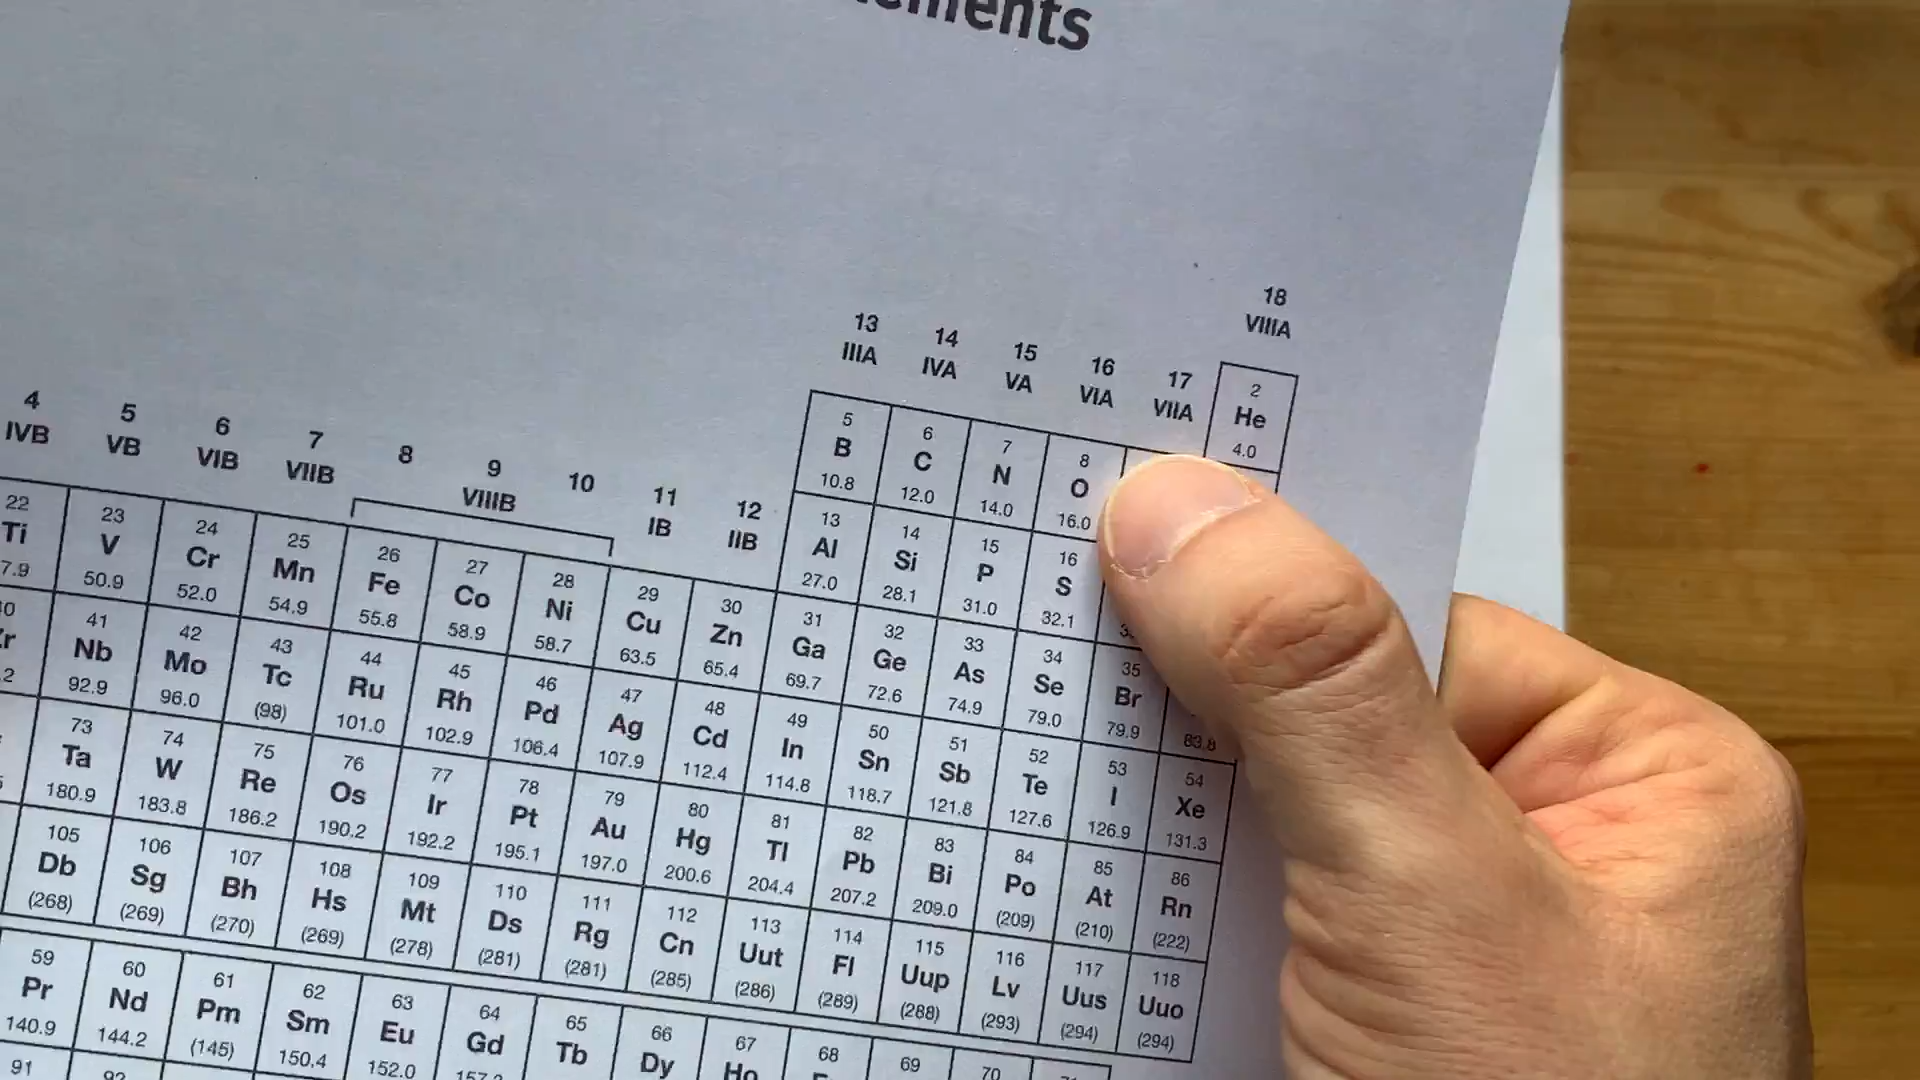 ements
18
VIIIA
13 14 15 16 17
IIIA IVA VA VIA VIIA
2
He
4.0
4 5 6 7 8 9 10 11 12
IVB VB VIB VIIB VIIIB IB IIB
5 6 7 8
B C N O
10.8 12.0 14.0 16.0
13 14 15 16
Al Si P S
27.0 28.1 31.0 32.1
22 23 24 25 26 27 28 29 30 31 32 33 34 35
Ti V Cr Mn Fe Co Ni Cu Zn Ga Ge As Se Br
7.9 50.9 52.0 54.9 55.8 58.9 58.7 63.5 65.4 69.7 72.6 74.9 79.0 79.9 83.8
41 42 43 44 45 46 47 48 49 50 51 52 53 54
Nb Mo Tc Ru Rh Pd Ag Cd In Sn Sb Te I Xe
.2 92.9 96.0 (98) 101.0 102.9 106.4 107.9 112.4 114.8 118.7 121.8 127.6 126.9 131.3
73 74 75 76 77 78 79 80 81 82 83 84 85 86
Ta W Re Os Ir Pt Au Hg Tl Pb Bi Po At Rn
180.9 183.8 186.2 190.2 192.2 195.1 197.0 200.6 204.4 207.2 209.0 (209) (210) (222)
105 106 107 108 109 110 111 112 113 114 115 116 117 118
Db Sg Bh Hs Mt Ds Rg Cn Uut Fl Uup Lv Uus Uuo
(268) (269) (270) (269) (278) (281) (281) (285) (286) (289) (288) (293) (294) (294)
59 60 61 62 63 64 65 66 67 68 69 70
Pr Nd Pm Sm Eu Gd Tb Dy Ho
140.9 144.2 (145) 150.4 152.0
91 92